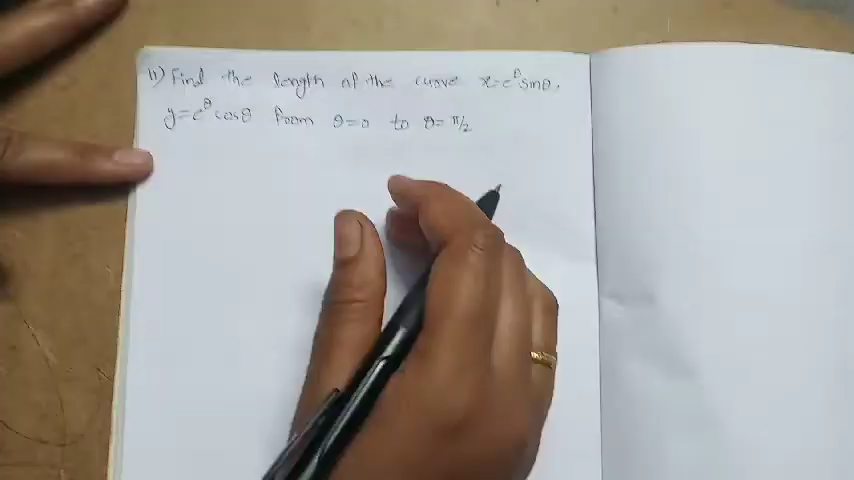 11) Find the length of the curve x=e^θ sinθ,
y=e^θ cosθ from θ=0 to θ=π/2